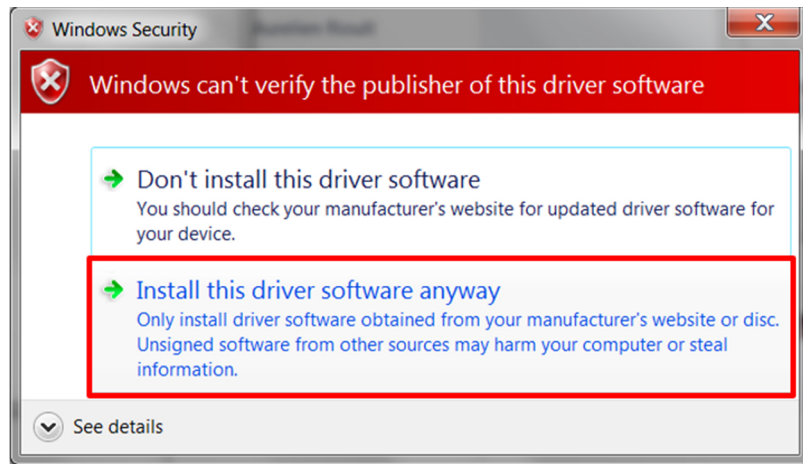 Windows Security
Windows can't verify the publisher of this driver software
Don't install this driver software
You should check your manufacturer's website for updated driver software for
your device.
Install this driver software anyway
Only install driver software obtained from your manufacturer's website or disc.
Unsigned software from other sources may harm your computer or steal
information.
See details